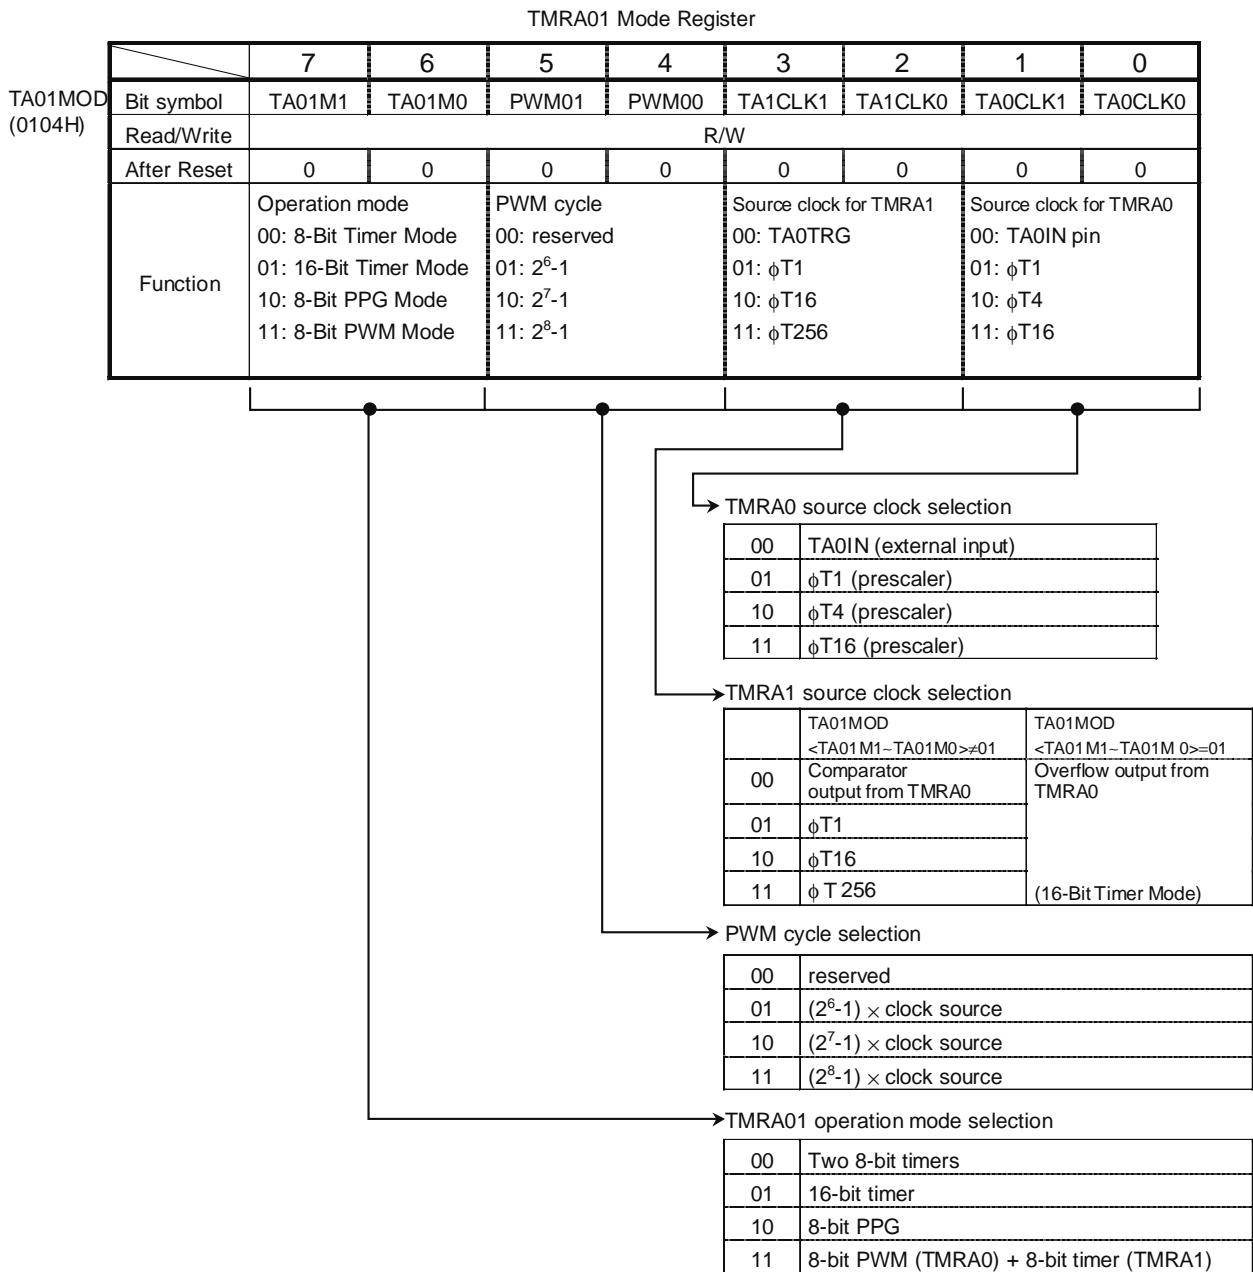 TMRA01 Mode Register
7 6 5 4 3 2 1 0
TA01MOD
(0104H)
Bit symbol TA01M1 TA01M0 PWM01 PWM00 TA1CLK1 TA1CLK0 TA0CLK1 TA0CLK0
Read/Write R/W
After Reset 0 0 0 0 0 0 0 0
Function
Operation mode
00: 8-Bit Timer Mode
01: 16-Bit Timer Mode
10: 8-Bit PPG Mode
11: 8-Bit PWM Mode
PWM cycle
00: reserved
01: 2⁶-1
10: 2⁷-1
11: 2⁸-1
Source clock for TMRA1
00: TA0TRG
01: ϕT1
10: ϕT16
11: ϕT256
Source clock for TMRA0
00: TA0IN pin
01: ϕT1
10: ϕT4
11: ϕT16
TMRA0 source clock selection
00 TA0IN (external input)
01 ϕT1 (prescaler)
10 ϕT4 (prescaler)
11 ϕT16 (prescaler)
TMRA1 source clock selection
TA01MOD
<TA01M1~TA01M0>≠01
TA01MOD
<TA01M1~TA01M 0>=01
00 Comparator
output from TMRA0
Overflow output from
TMRA0
01 ϕT1
10 ϕT16
11 ϕ T 256 (16-Bit Timer Mode)
PWM cycle selection
00 reserved
01 (2⁶-1) × clock source
10 (2⁷-1) × clock source
11 (2⁸-1) × clock source
TMRA01 operation mode selection
00 Two 8-bit timers
01 16-bit timer
10 8-bit PPG
11 8-bit PWM (TMRA0) + 8-bit timer (TMRA1)